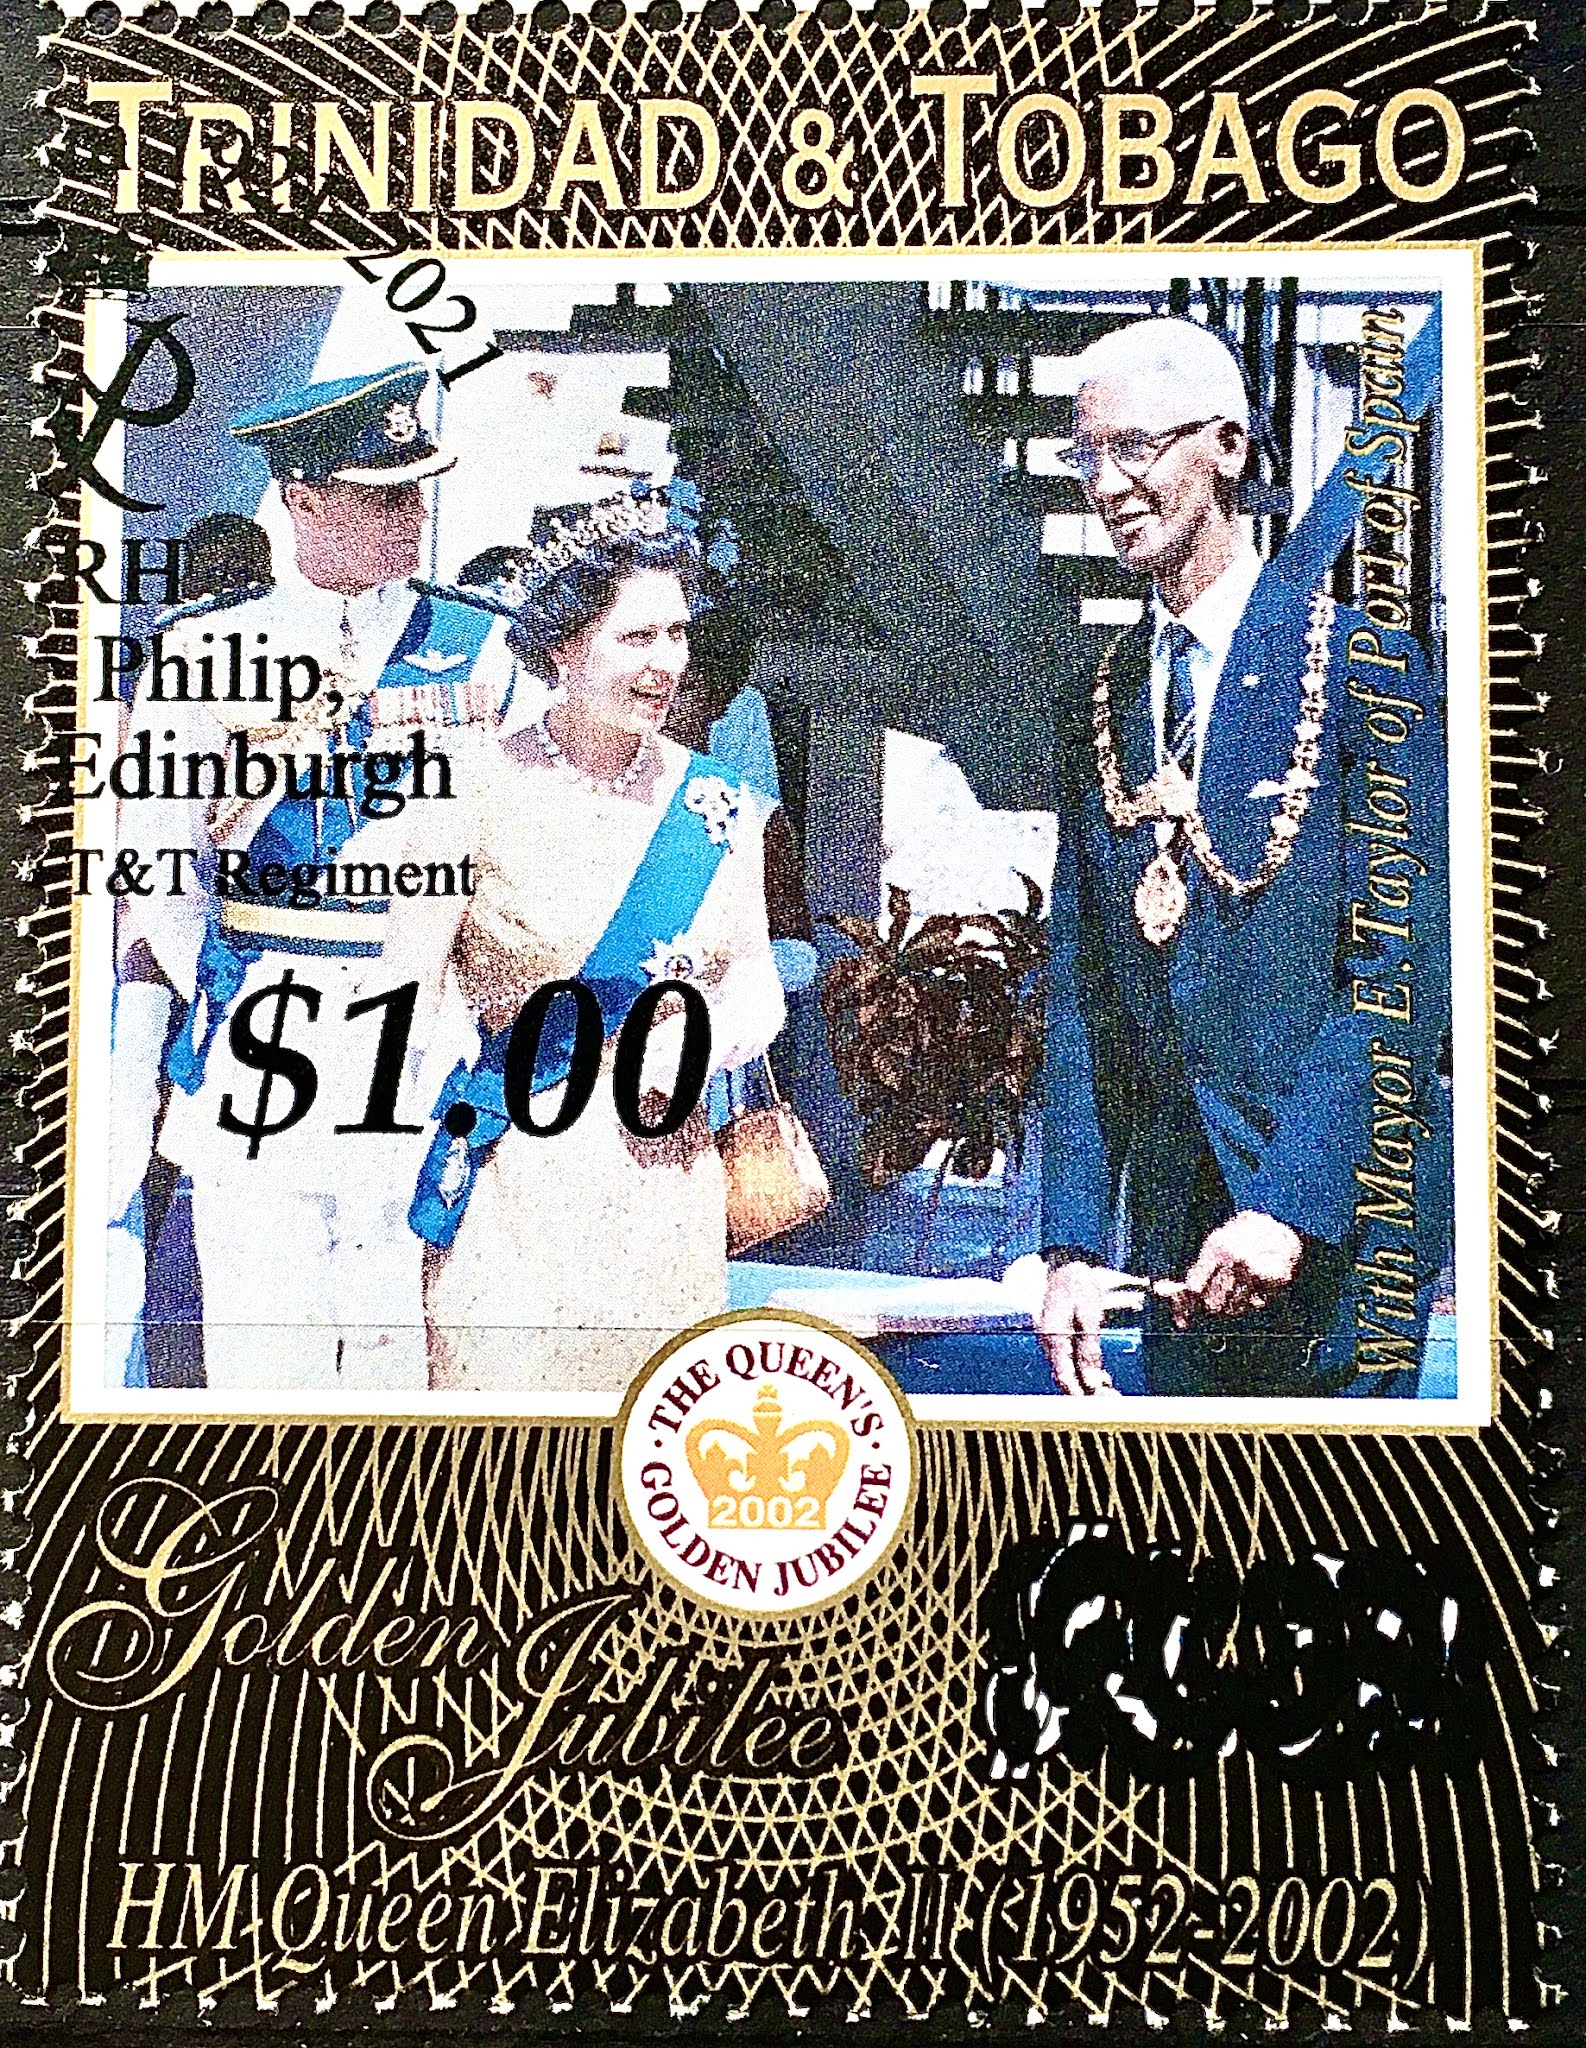 TRINIDAD & TOBAGO
2021
RH
Philip,
Edinburgh
T&T Regiment
$1.00
With Mayor E. Taylor of Port of Spain
· THE QUEEN'S ·
GOLDEN JUBILEE
2002
Golden
Jubilee
HM Queen Elizabeth II (1952-2002)